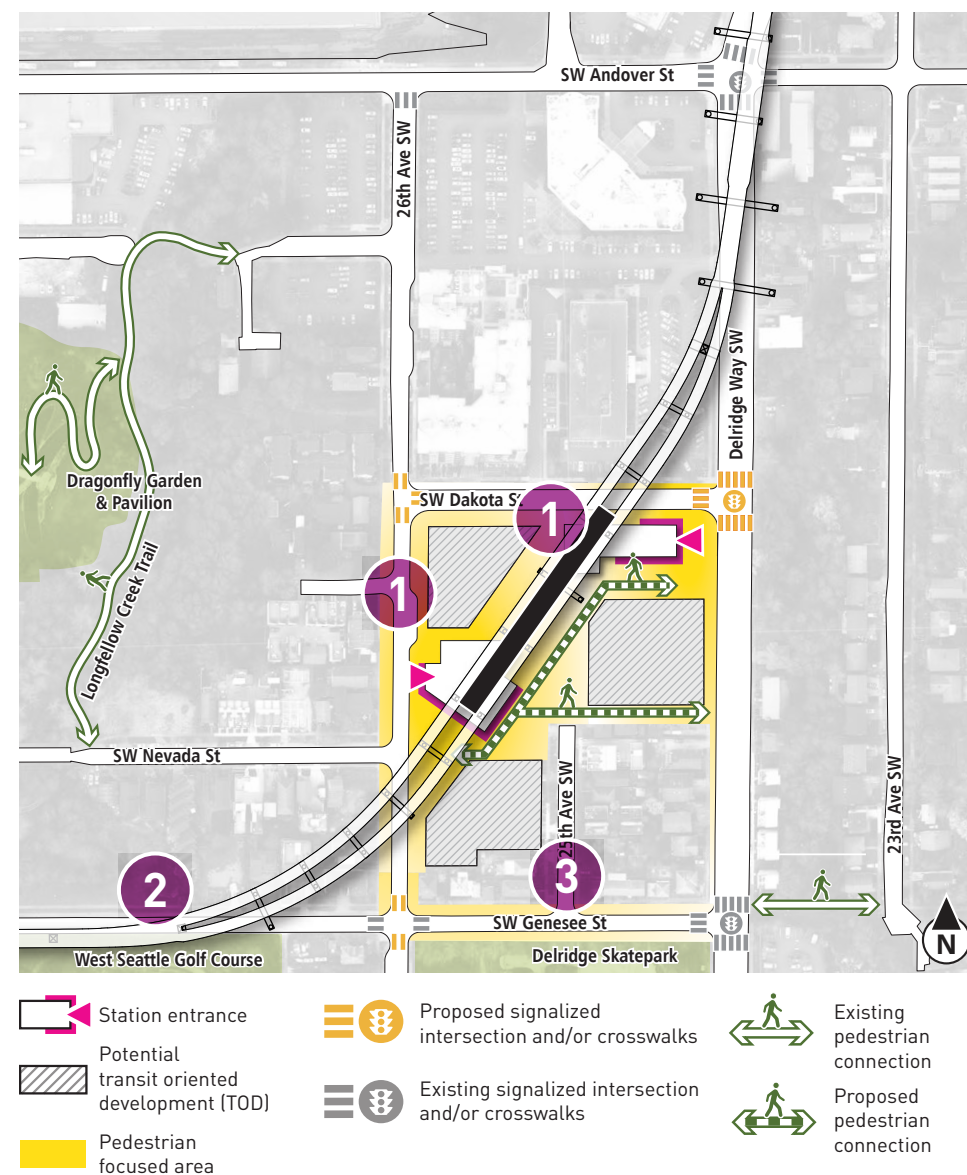 SW Andover St
26th Ave SW
Delridge Way SW
Dragonfly Garden
& Pavilion
SW Dakota St
1
1
Longfellow Creek Trail
SW Nevada St
25th Ave SW
23rd Ave SW
2
3
SW Genesee St
N
West Seattle Golf Course
Delridge Skatepark
Station entrance
Potential
transit oriented
development (TOD)
Pedestrian
focused area
Proposed signalized
intersection and/or crosswalks
Existing signalized intersection
and/or crosswalks
Existing
pedestrian
connection
Proposed
pedestrian
connection